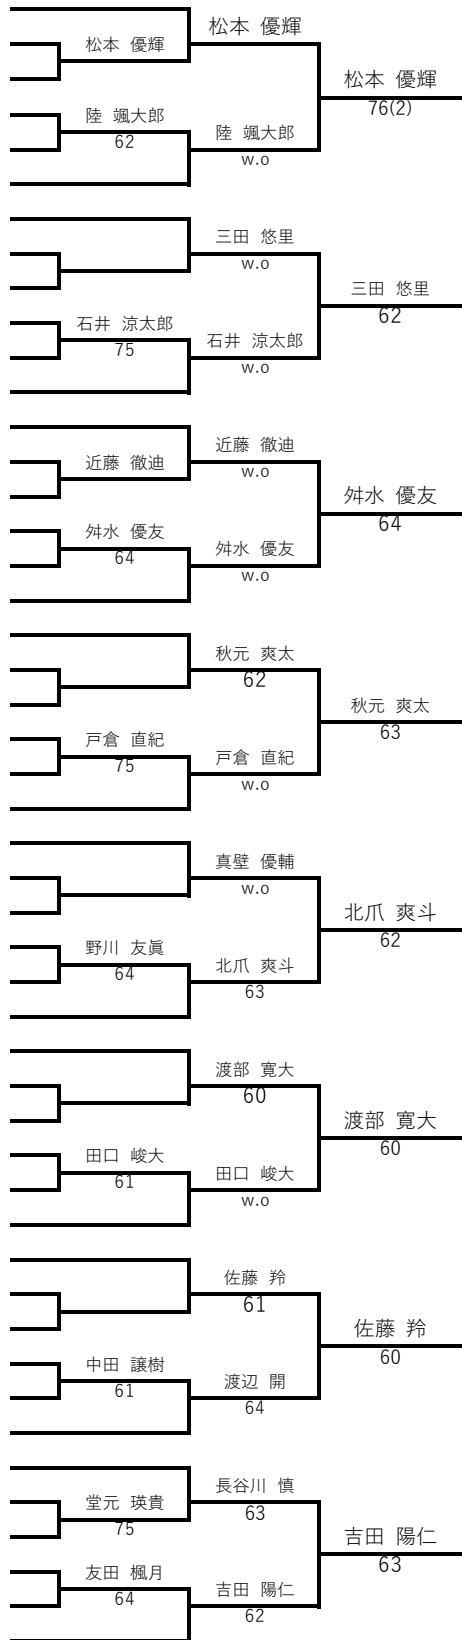 松本 優輝
松本 優輝
松本 優輝
76(2)
陸 颯大郎
62
陸 颯大郎
w.o
三田 悠里
w.o
三田 悠里
62
石井 涼太郎
75
石井 涼太郎
w.o
近藤 徹迪
近藤 徹迪
w.o
舛水 優友
64
舛水 優友
64
舛水 優友
w.o
秋元 爽太
62
秋元 爽太
63
戸倉 直紀
75
戸倉 直紀
w.o
真壁 優輔
w.o
北爪 爽斗
62
野川 友眞
64
北爪 爽斗
63
渡部 寛大
60
渡部 寛大
60
田口 峻大
61
田口 峻大
w.o
佐藤 羚
61
佐藤 羚
60
中田 譲樹
61
渡辺 開
64
長谷川 慎
63
堂元 瑛貴
75
吉田 陽仁
63
友田 楓月
64
吉田 陽仁
62